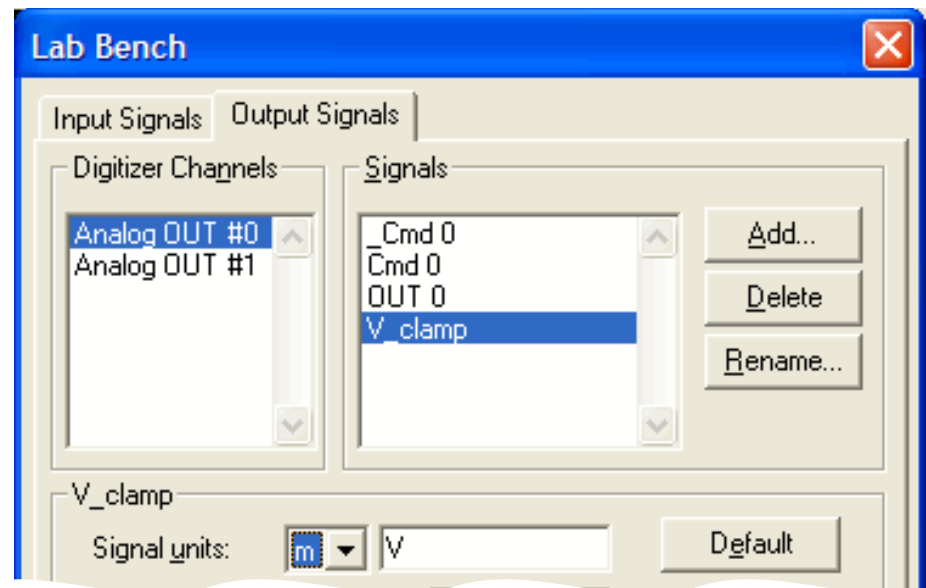 Lab Bench
Input Signals Output Signals
Digitizer Channels
Analog OUT #0
Analog OUT #1
Signals
_Cmd 0
Cmd 0
OUT 0
V_clamp
Add...
Delete
Rename...
V_clamp
Signal units: m V Default